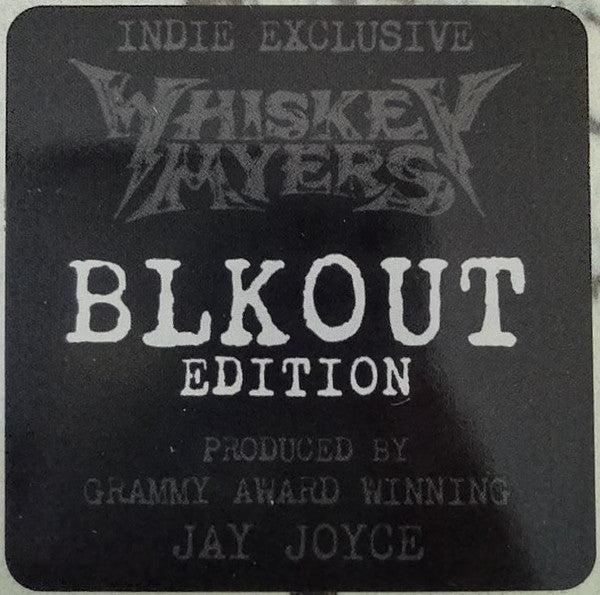 INDIE EXCLUSIVE
WHISKEY
MYERS
BLKOUT
EDITION
PRODUCED BY
GRAMMY AWARD WINNING
JAY JOYCE